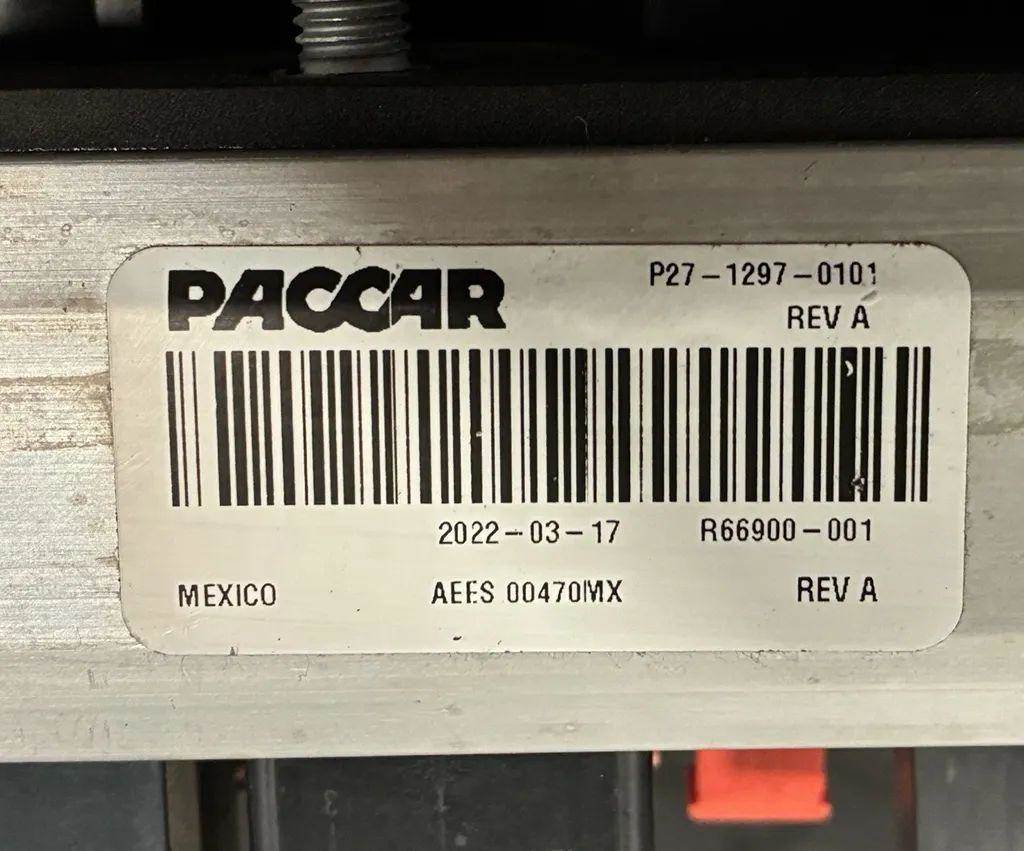 PACCAR
P27-1297-0101
REV A
2022-03-17 R66900-001
MEXICO AEES 00470MX REV A